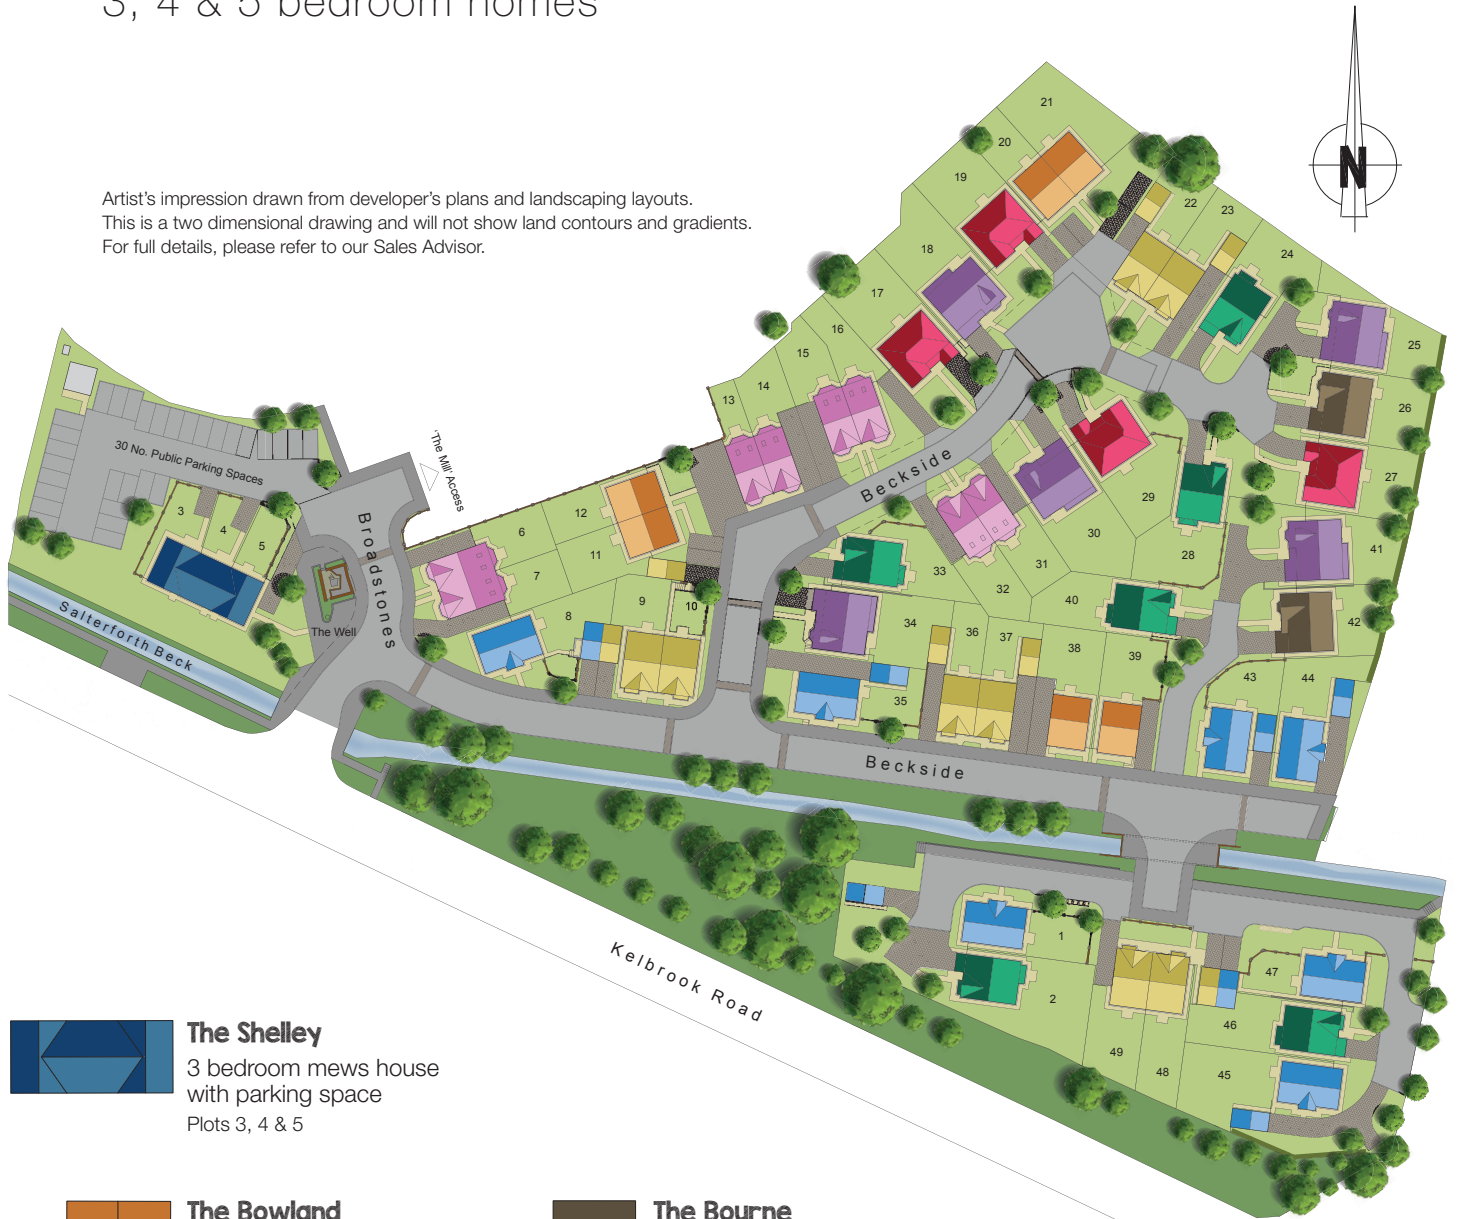 3, 4 & 5 bedroom homes
Artist's impression drawn from developer's plans and landscaping layouts.
This is a two dimensional drawing and will not show land contours and gradients.
For full details, please refer to our Sales Advisor.
N
21
20
19
18
17
16
15
14
13
22
23
24
25
26
27
41
42
28
29
30
31
32
33
40
34
36
37
38
39
35
43
44
12
11
6
7
8
9
10
3
4
5
30 No. Public Parking Spaces
'The Mill' Access
Broadstones
The Well
Salterforth Beck
Beckside
Beckside
Kelbrook Road
1
2
49
48
47
46
45
The Shelley
3 bedroom mews house
with parking space
Plots 3, 4 & 5
The Bowland
The Bourne